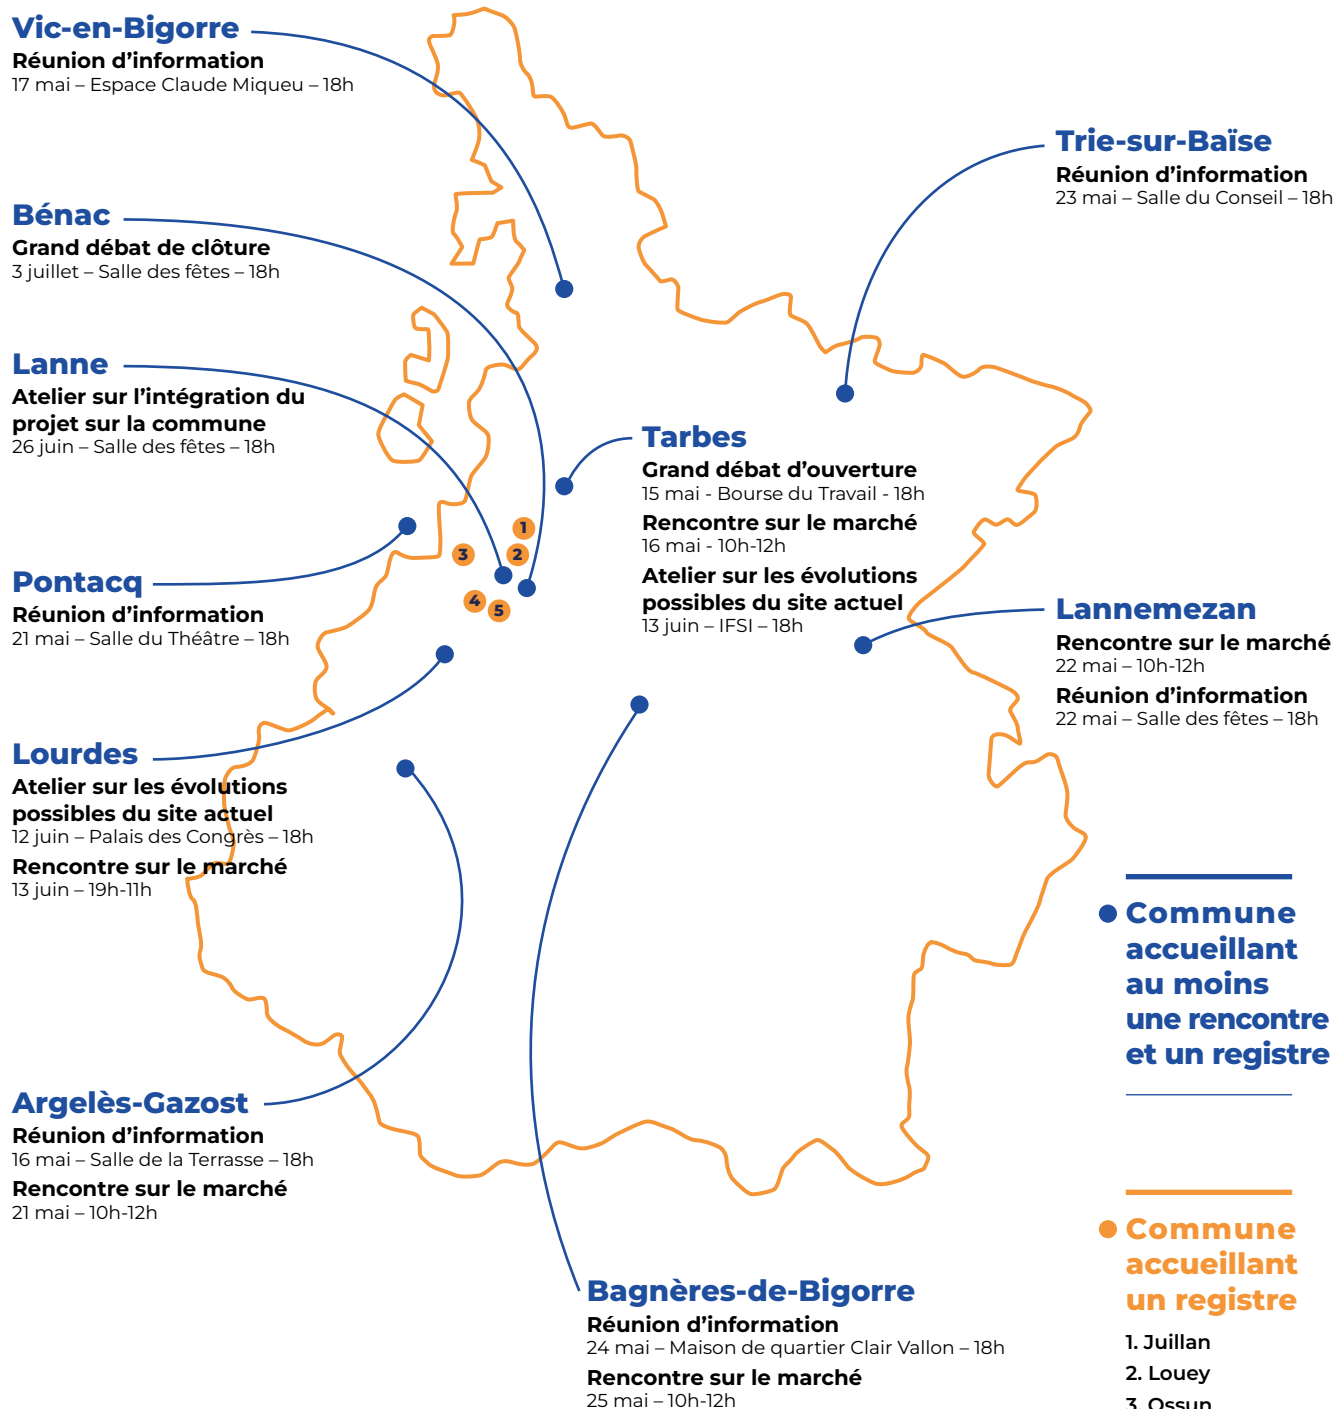 Vic-en-Bigorre
Réunion d'information
17 mai – Espace Claude Miqueu – 18h
Bénac
Grand débat de clôture
3 juillet – Salle des fêtes – 18h
Lanne
Atelier sur l'intégration du
projet sur la commune
26 juin – Salle des fêtes – 18h
Pontacq
Réunion d'information
21 mai – Salle du Théâtre – 18h
Lourdes
Atelier sur les évolutions
possibles du site actuel
12 juin – Palais des Congrès – 18h
Rencontre sur le marché
13 juin – 19h-11h
Argelès-Gazost
Réunion d'information
16 mai – Salle de la Terrasse – 18h
Rencontre sur le marché
21 mai – 10h-12h
1
2
3
4
5
Tarbes
Grand débat d'ouverture
15 mai - Bourse du Travail - 18h
Rencontre sur le marché
16 mai - 10h-12h
Atelier sur les évolutions
possibles du site actuel
13 juin – IFSI – 18h
Bagnères-de-Bigorre
Réunion d'information
24 mai – Maison de quartier Clair Vallon – 18h
Rencontre sur le marché
25 mai – 10h-12h
Trie-sur-Baïse
Réunion d'information
23 mai – Salle du Conseil – 18h
Lannemezan
Rencontre sur le marché
22 mai – 10h-12h
Réunion d'information
22 mai – Salle des fêtes – 18h
Commune
accueillant
au moins
une rencontre
et un registre
Commune
accueillant
un registre
1. Juillan
2. Louey
3. Ossun